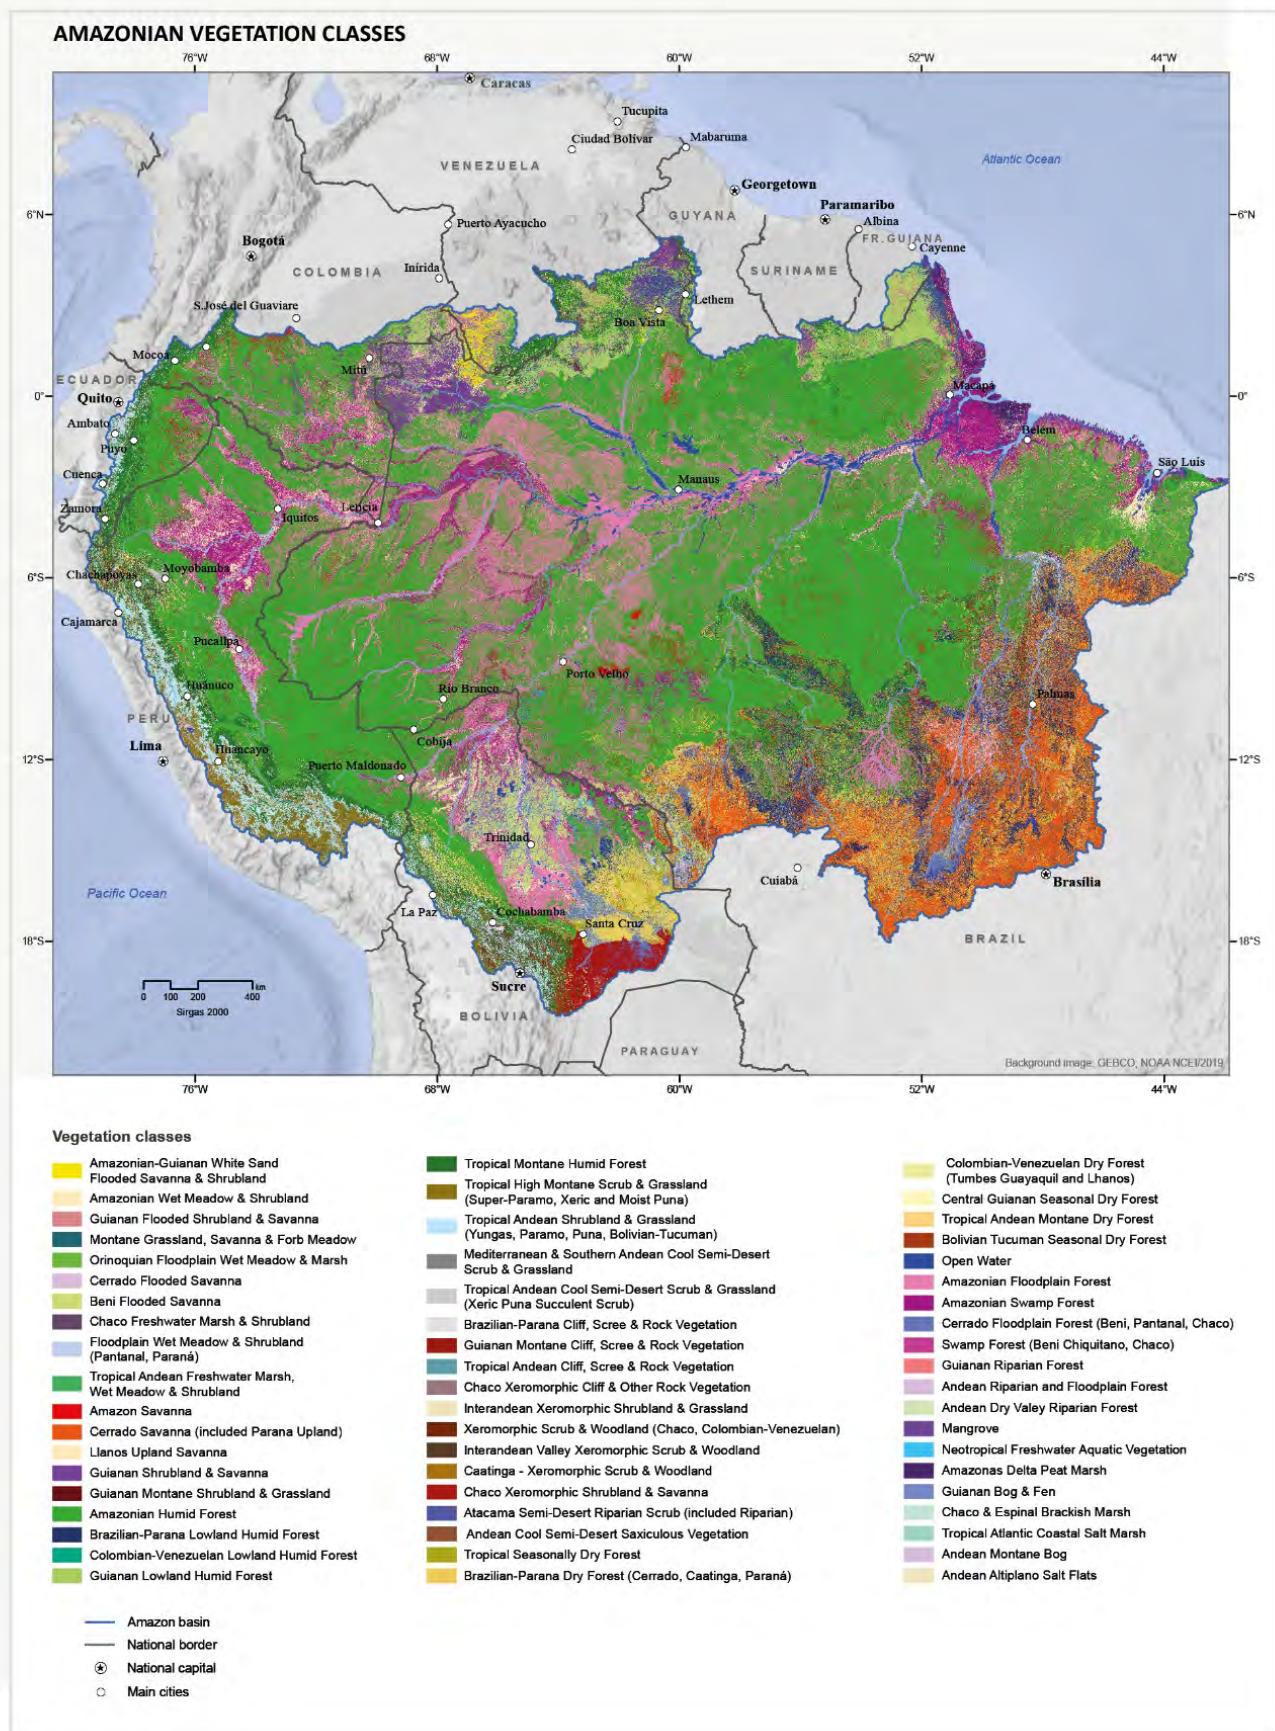 AMAZONIAN VEGETATION CLASSES
76°W 68°W 60°W 52°W 44°W
Caracas
Tucupita
Ciudad Bolívar
Mabaruma
VENEZUELA
Atlantic Ocean
Georgetown
Paramaribo
6°N
GUYANA
6°N
Puerto Ayacucho
Albina
Bogotá
FR.GUIANA
Cayenne
COLOMBIA
Inírida
SURINAME
S.José del Guaviare
Lethem
Boa Vista
Mocoa
Mitú
ECUADOR
Macapá
Quito
0°
0°
Ambato
Belém
Puyo
São Luis
Cuenca
Manaus
Zamora
Iquitos
Leticia
Chachapoyas
Moyobamba
6°S
6°S
Cajamarca
Pucallpa
Porto Velho
Huánuco
Rio Branco
Palmas
PERU
Lima
Cobija
Huancayo
12°S
Puerto Maldonado
12°S
Trinidad
Cuiabá
Brasília
Pacific Ocean
La Paz
Cochabamba
Santa Cruz
18°S
BRAZIL
18°S
Sucre
0 100 200 400 km
Sirgas 2000
BOLIVIA
PARAGUAY
Background image: GEBCO, NOAA NCEI/2019
76°W 68°W 60°W 52°W 44°W
Vegetation classes
Amazonian-Guianan White Sand
Flooded Savanna & Shrubland
Amazonian Wet Meadow & Shrubland
Guianan Flooded Shrubland & Savanna
Montane Grassland, Savanna & Forb Meadow
Orinoquian Floodplain Wet Meadow & Marsh
Cerrado Flooded Savanna
Beni Flooded Savanna
Chaco Freshwater Marsh & Shrubland
Floodplain Wet Meadow & Shrubland
(Pantanal, Paraná)
Tropical Andean Freshwater Marsh,
Wet Meadow & Shrubland
Amazon Savanna
Cerrado Savanna (included Parana Upland)
Llanos Upland Savanna
Guianan Shrubland & Savanna
Guianan Montane Shrubland & Grassland
Amazonian Humid Forest
Brazilian-Parana Lowland Humid Forest
Colombian-Venezuelan Lowland Humid Forest
Guianan Lowland Humid Forest
Tropical Montane Humid Forest
Tropical High Montane Scrub & Grassland
(Super-Paramo, Xeric and Moist Puna)
Tropical Andean Shrubland & Grassland
(Yungas, Paramo, Puna, Bolivian-Tucuman)
Mediterranean & Southern Andean Cool Semi-Desert
Scrub & Grassland
Tropical Andean Cool Semi-Desert Scrub & Grassland
(Xeric Puna Succulent Scrub)
Brazilian-Parana Cliff, Scree & Rock Vegetation
Guianan Montane Cliff, Scree & Rock Vegetation
Tropical Andean Cliff, Scree & Rock Vegetation
Chaco Xeromorphic Cliff & Other Rock Vegetation
Interandean Xeromorphic Shrubland & Grassland
Xeromorphic Scrub & Woodland (Chaco, Colombian-Venezuelan)
Interandean Valley Xeromorphic Scrub & Woodland
Caatinga - Xeromorphic Scrub & Woodland
Chaco Xeromorphic Shrubland & Savanna
Atacama Semi-Desert Riparian Scrub (included Riparian)
Andean Cool Semi-Desert Saxiculous Vegetation
Tropical Seasonally Dry Forest
Brazilian-Parana Dry Forest (Cerrado, Caatinga, Paraná)
Colombian-Venezuelan Dry Forest
(Tumbes Guayaquil and Lhanos)
Central Guianan Seasonal Dry Forest
Tropical Andean Montane Dry Forest
Bolivian Tucuman Seasonal Dry Forest
Open Water
Amazonian Floodplain Forest
Amazonian Swamp Forest
Cerrado Floodplain Forest (Beni, Pantanal, Chaco)
Swamp Forest (Beni Chiquitano, Chaco)
Guianan Riparian Forest
Andean Riparian and Floodplain Forest
Andean Dry Valey Riparian Forest
Mangrove
Neotropical Freshwater Aquatic Vegetation
Amazonas Delta Peat Marsh
Guianan Bog & Fen
Chaco & Espinal Brackish Marsh
Tropical Atlantic Coastal Salt Marsh
Andean Montane Bog
Andean Altiplano Salt Flats
Amazon basin
National border
National capital
Main cities